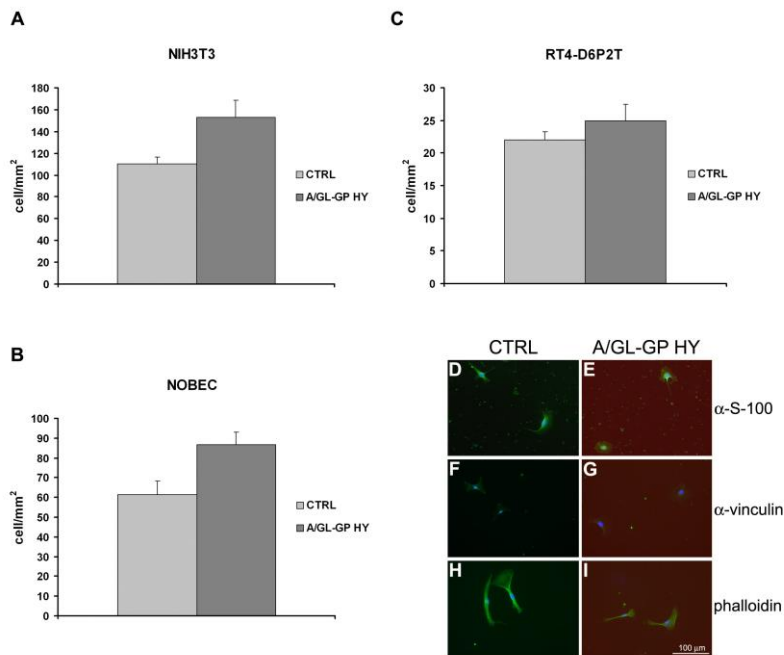 A
NIH3T3
cell/mm²
180
160
140
120
100
80
60
40
20
0
CTRL
A/GL-GP HY
B
NOBEC
cell/mm²
100
90
80
70
60
50
40
30
20
10
0
CTRL
A/GL-GP HY
C
RT4-D6P2T
cell/mm²
30
25
20
15
10
5
0
CTRL
A/GL-GP HY
CTRL A/GL-GP HY
D E α-S-100
F G α-vinculin
H I phalloidin
100 μm